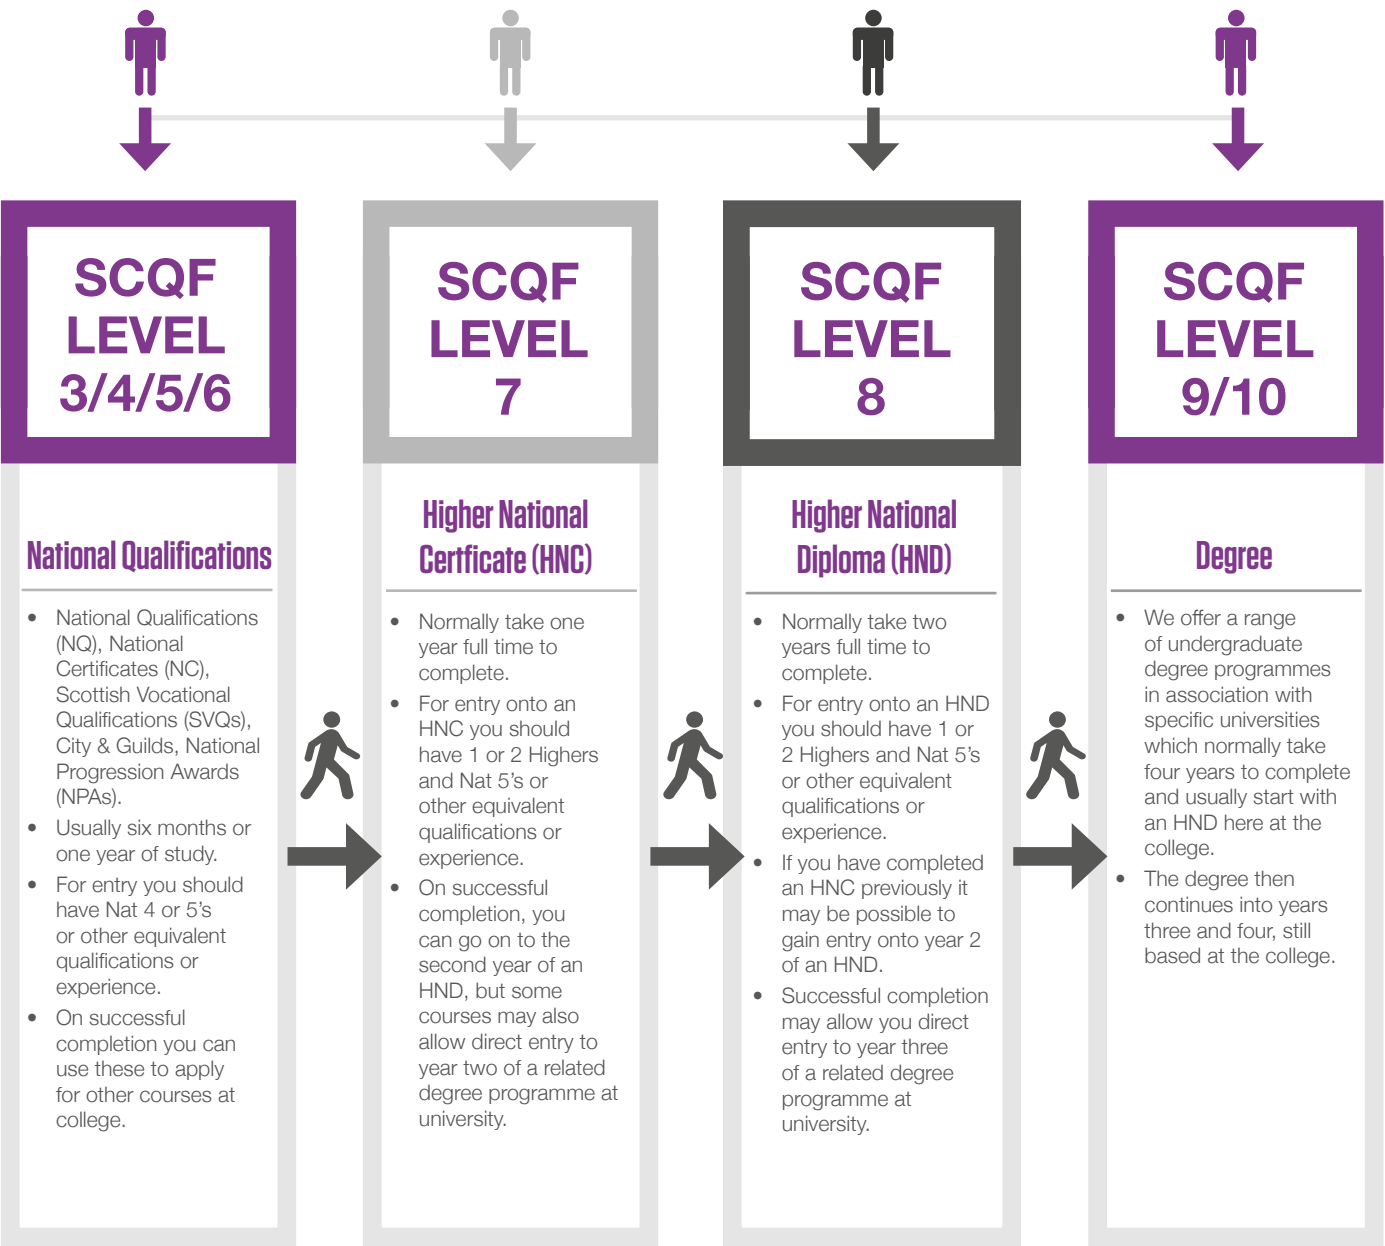 SCQF
LEVEL
3/4/5/6
National Qualifications
• National Qualifications
(NQ), National
Certificates (NC),
Scottish Vocational
Qualifications (SVQs),
City & Guilds, National
Progression Awards
(NPAs).
• Usually six months or
one year of study.
• For entry you should
have Nat 4 or 5's
or other equivalent
qualifications or
experience.
• On successful
completion you can
use these to apply
for other courses at
college.
SCQF
LEVEL
7
Higher National
Certficate (HNC)
• Normally take one
year full time to
complete.
• For entry onto an
HNC you should
have 1 or 2 Highers
and Nat 5's or
other equivalent
qualifications or
experience.
• On successful
completion, you
can go on to the
second year of an
HND, but some
courses may also
allow direct entry to
year two of a related
degree programme at
university.
SCQF
LEVEL
8
Higher National
Diploma (HND)
• Normally take two
years full time to
complete.
• For entry onto an HND
you should have 1 or
2 Highers and Nat 5's
or other equivalent
qualifications or
experience.
• If you have completed
an HNC previously it
may be possible to
gain entry onto year 2
of an HND.
• Successful completion
may allow you direct
entry to year three
of a related degree
programme at
university.
SCQF
LEVEL
9/10
Degree
• We offer a range
of undergraduate
degree programmes
in association with
specific universities
which normally take
four years to complete
and usually start with
an HND here at the
college.
• The degree then
continues into years
three and four, still
based at the college.